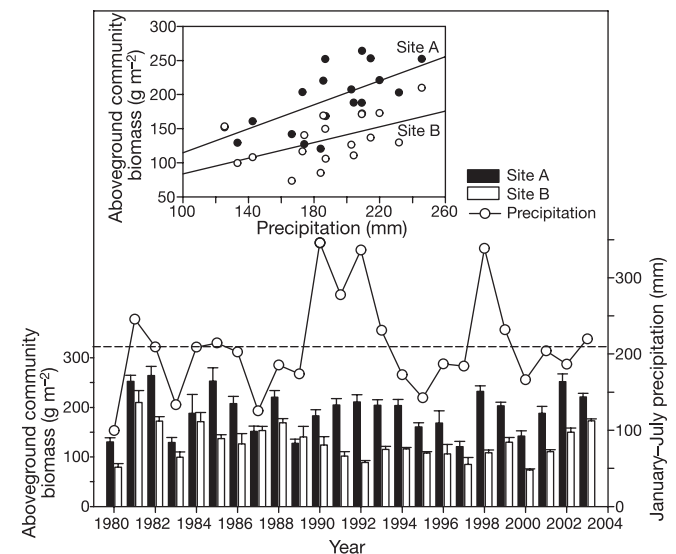 300
250
200
150
100
50
Aboveground community
biomass (g m⁻²)
Site A
Site B
100 140 180 220 260
Precipitation (mm)
Site A
Site B
Precipitation
300
200
100
0
Aboveground community
biomass (g m⁻²)
300
200
100
0
January–July precipitation (mm)
1980 1982 1984 1986 1988 1990 1992 1994 1996 1998 2000 2002 2004
Year